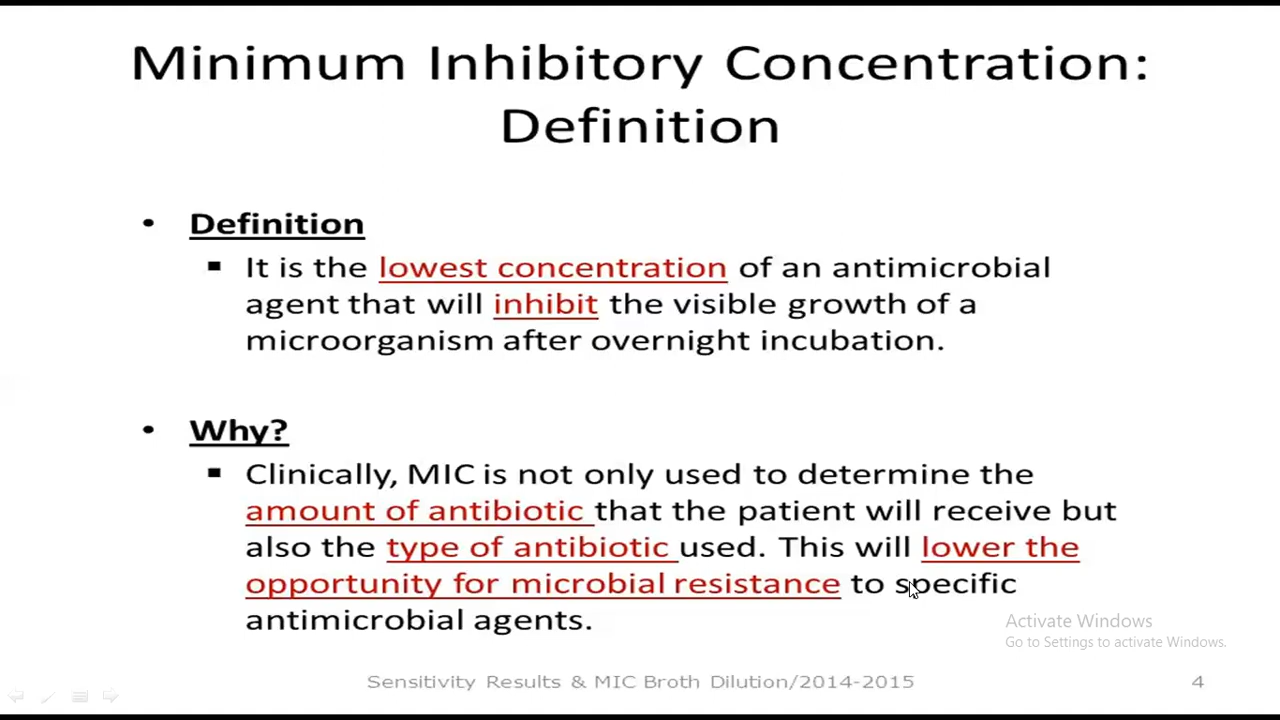 Minimum Inhibitory Concentration:
Definition
• Definition
▪ It is the lowest concentration of an antimicrobial
agent that will inhibit the visible growth of a
microorganism after overnight incubation.
• Why?
▪ Clinically, MIC is not only used to determine the
amount of antibiotic that the patient will receive but
also the type of antibiotic used. This will lower the
opportunity for microbial resistance to specific
antimicrobial agents.
Activate Windows
Go to Settings to activate Windows.
Sensitivity Results & MIC Broth Dilution/2014-2015 4